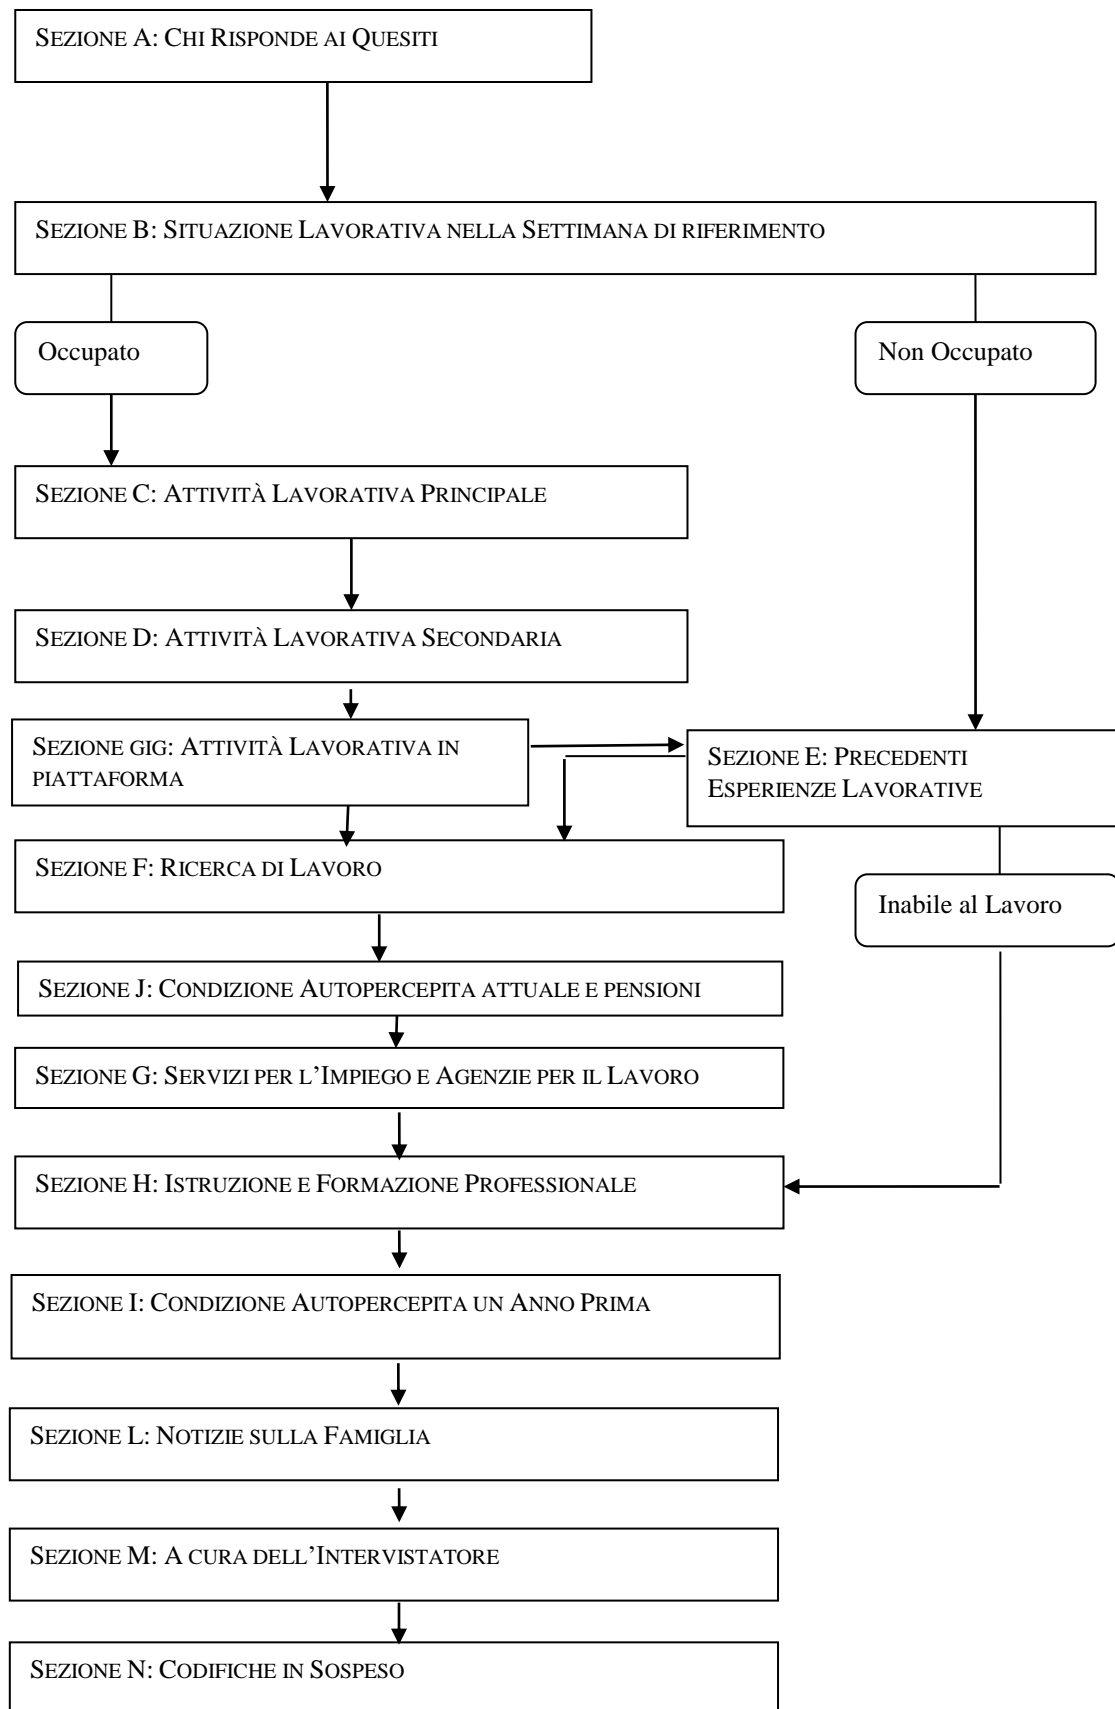 SEZIONE A: CHI RISPONDE AI QUESITI
SEZIONE B: SITUAZIONE LAVORATIVA NELLA SETTIMANA DI RIFERIMENTO
Occupato
Non Occupato
SEZIONE C: ATTIVITÀ LAVORATIVA PRINCIPALE
SEZIONE D: ATTIVITÀ LAVORATIVA SECONDARIA
SEZIONE GIG: ATTIVITÀ LAVORATIVA IN
PIATTAFORMA
SEZIONE E: PRECEDENTI
ESPERIENZE LAVORATIVE
SEZIONE F: RICERCA DI LAVORO
Inabile al Lavoro
SEZIONE J: CONDIZIONE AUTOPERCEPITA ATTUALE E PENSIONI
SEZIONE G: SERVIZI PER L’IMPIEGO E AGENZIE PER IL LAVORO
SEZIONE H: ISTRUZIONE E FORMAZIONE PROFESSIONALE
SEZIONE I: CONDIZIONE AUTOPERCEPITA UN ANNO PRIMA
SEZIONE L: NOTIZIE SULLA FAMIGLIA
SEZIONE M: A CURA DELL’INTERVISTATORE
SEZIONE N: CODIFICHE IN SOSPESO